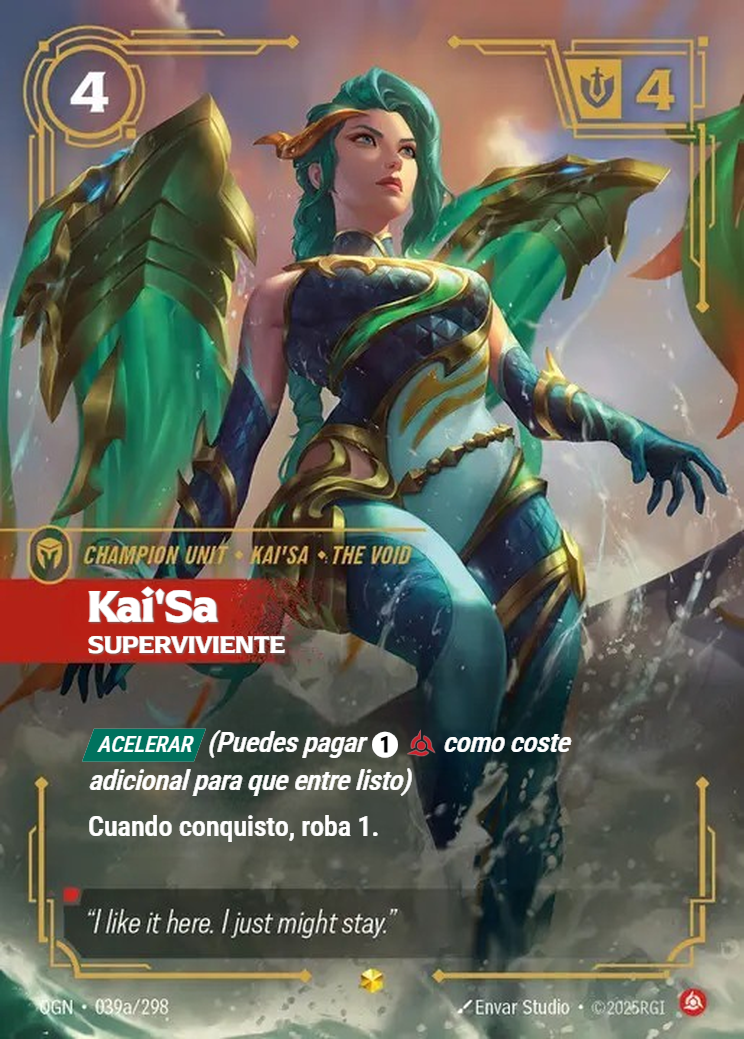 4
4
CHAMPION UNIT • KAI'SA • THE VOID
Kai'Sa
SUPERVIVIENTE
ACELERAR (Puedes pagar 1 como coste
adicional para que entre listo)
Cuando conquisto, roba 1.
“I like it here. I just might stay.”
OGN • 039a/298
Envar Studio • ©2025RGI